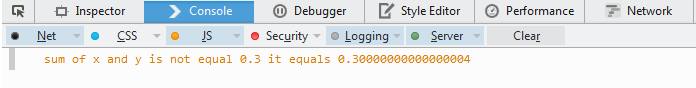 Inspector Console Debugger Style Editor Performance Network
Net CSS JS Security Logging Server Clear
sum of x and y is not equal 0.3 it equals 0.30000000000000004